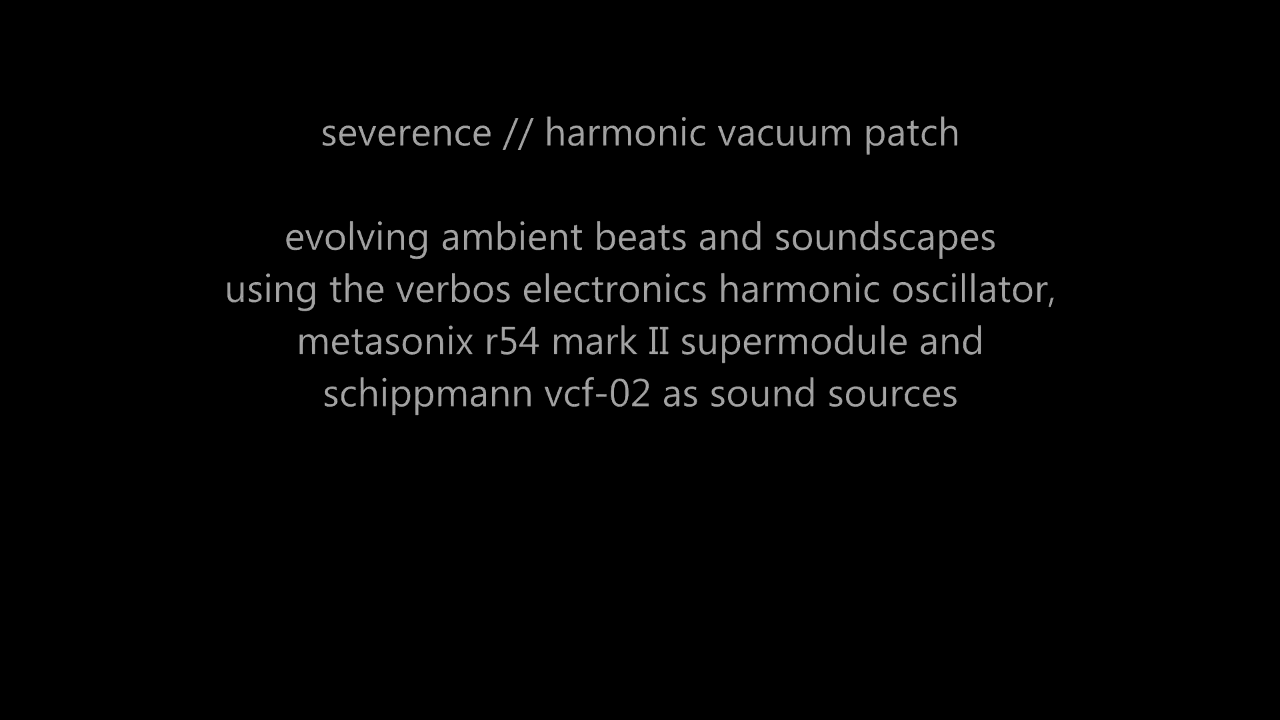 severence // harmonic vacuum patch
evolving ambient beats and soundscapes
using the verbos electronics harmonic oscillator,
metasonix r54 mark II supermodule and
schippmann vcf-02 as sound sources